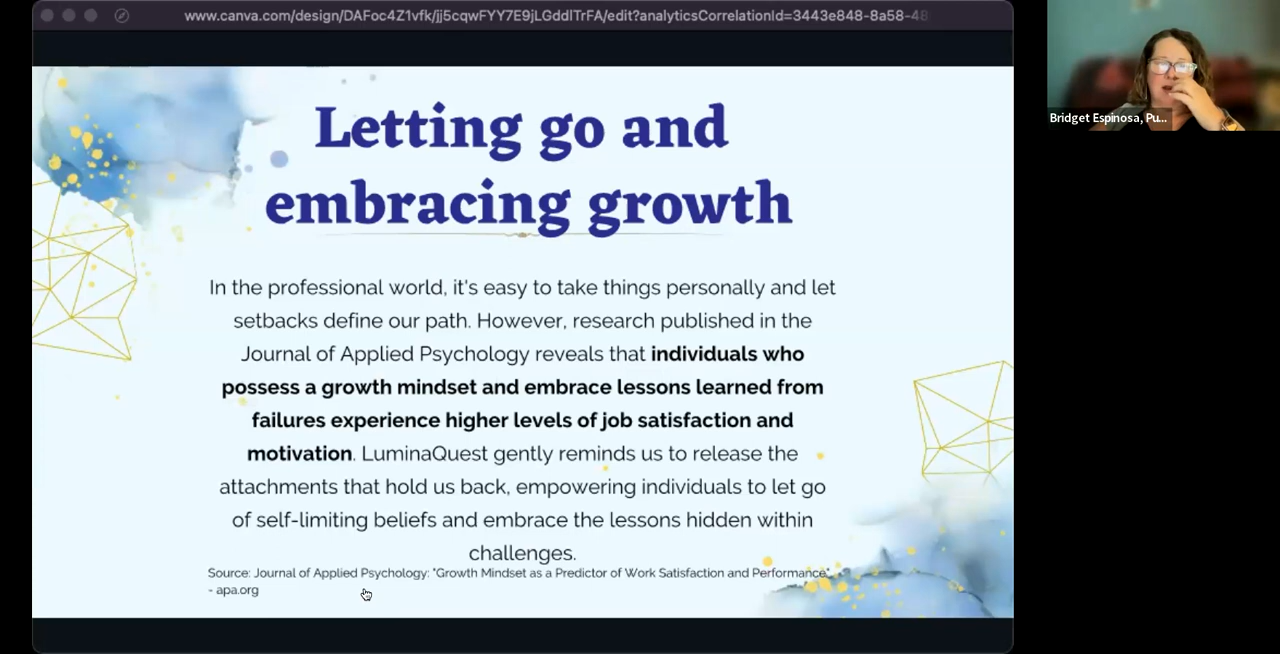 www.canva.com/design/DAFoc4Z1vfk/jj5cqwFYY7E9jLGddlTrFA/edit?analyticsCorrelationId=3443e848-8a58-48
Letting go and
embracing growth
In the professional world, it's easy to take things personally and let
setbacks define our path. However, research published in the
Journal of Applied Psychology reveals that individuals who
possess a growth mindset and embrace lessons learned from
failures experience higher levels of job satisfaction and
motivation. LuminaQuest gently reminds us to release the
attachments that hold us back, empowering individuals to let go
of self-limiting beliefs and embrace the lessons hidden within
challenges.
Source: Journal of Applied Psychology: "Growth Mindset as a Predictor of Work Satisfaction and Performance"
- apa.org
Bridget Espinosa, Pu...